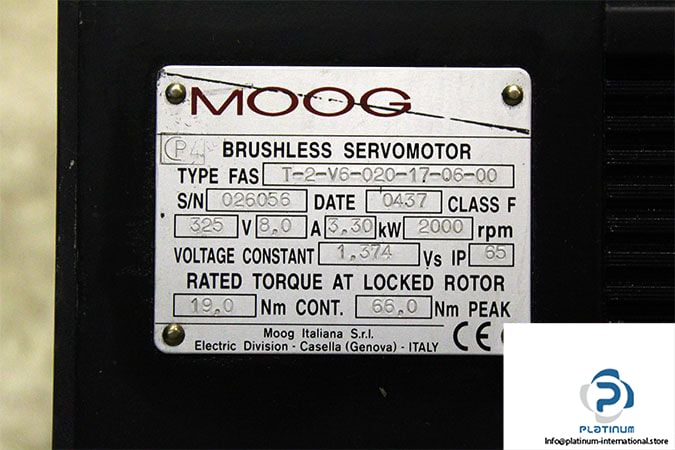 MOOG
CP4 BRUSHLESS SERVOMOTOR
TYPE FAS T-2-V6-020-17-06-00
S/N 026056 DATE 0437 CLASS F
325 V 8,0 A 3,30 kW 2000 rpm
VOLTAGE CONSTANT 1,374 Vs IP 65
RATED TORQUE AT LOCKED ROTOR
19,0 Nm CONT. 66,0 Nm PEAK
Moog Italiana S.r.l.
Electric Division - Casella (Genova) - ITALY
CE
PLATINUM
Info@platinum-international.store